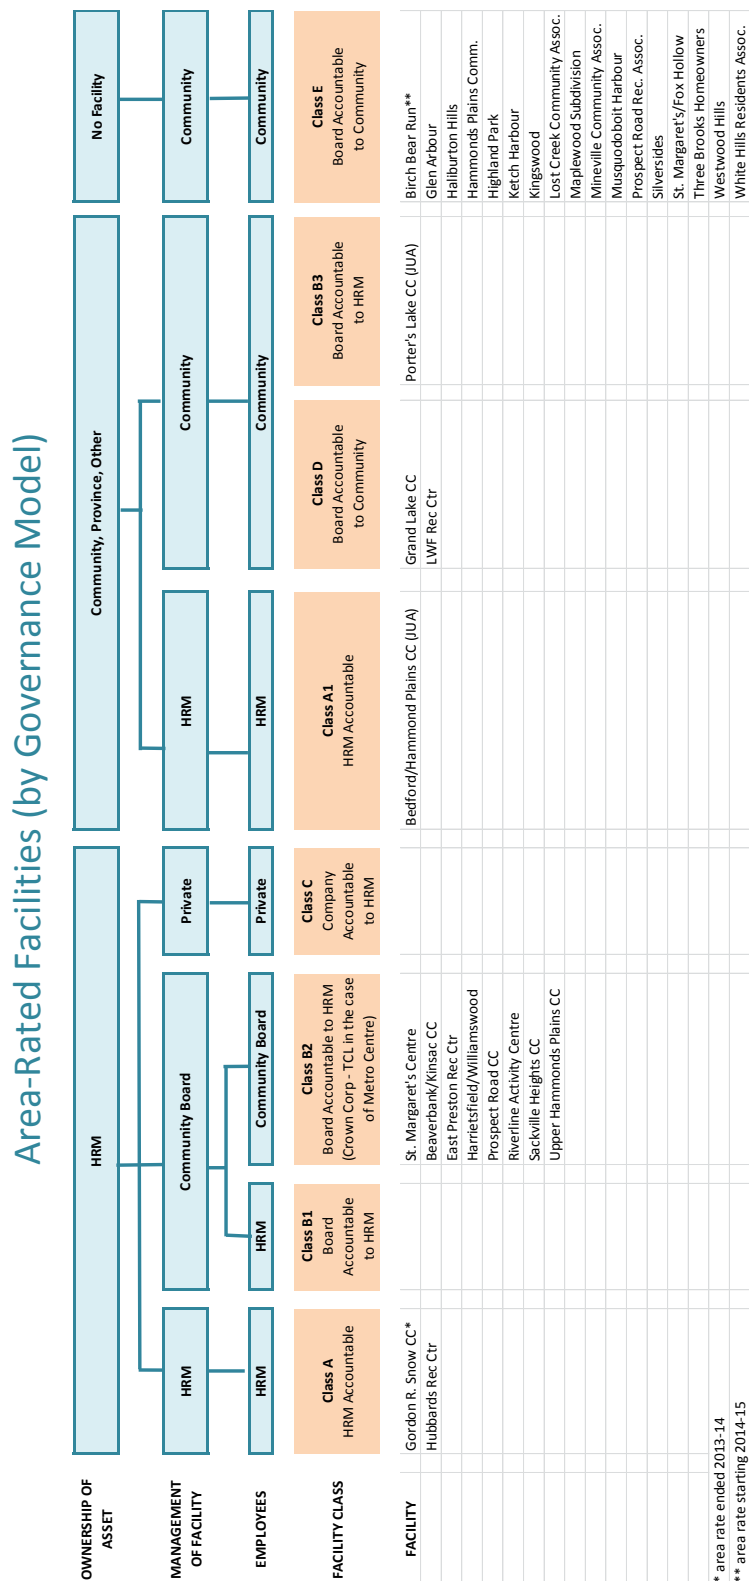 Area-Rated Facilities (by Governance Model)
OWNERSHIP OF
ASSET
HRM
Community, Province, Other
No Facility
MANAGEMENT
OF FACILITY
HRM
Community Board
Private
HRM
Community
Community
EMPLOYEES
HRM
HRM
Community Board
Private
HRM
Community
Community
FACILITY CLASS
Class A
HRM Accountable
Class B1
Board
Accountable
to HRM
Class B2
Board Accountable to HRM
(Crown Corp - TCL in the case
of Metro Centre)
Class C
Company
Accountable
to HRM
Class A1
HRM Accountable
Class D
Board Accountable
to Community
Class B3
Board Accountable
to HRM
Class E
Board Accountable
to Community
FACILITY
Gordon R. Snow CC*
Hubbards Rec Ctr
St. Margaret's Centre
Beaverbank/Kinsac CC
East Preston Rec Ctr
Harrietsfield/Williamswood
Prospect Road CC
Riverline Activity Centre
Sackville Heights CC
Upper Hammonds Plains CC
Bedford/Hammond Plains CC (JUA)
Grand Lake CC
LWF Rec Ctr
Porter's Lake CC (JUA)
Birch Bear Run**
Glen Arbour
Haliburton Hills
Hammonds Plains Comm.
Highland Park
Ketch Harbour
Kingswood
Lost Creek Community Assoc.
Maplewood Subdivision
Mineville Community Assoc.
Musquodoboit Harbour
Prospect Road Rec. Assoc.
Silversides
St. Margaret's/Fox Hollow
Three Brooks Homeowners
Westwood Hills
White Hills Residents Assoc.
* area rate ended 2013-14
** area rate starting 2014-15